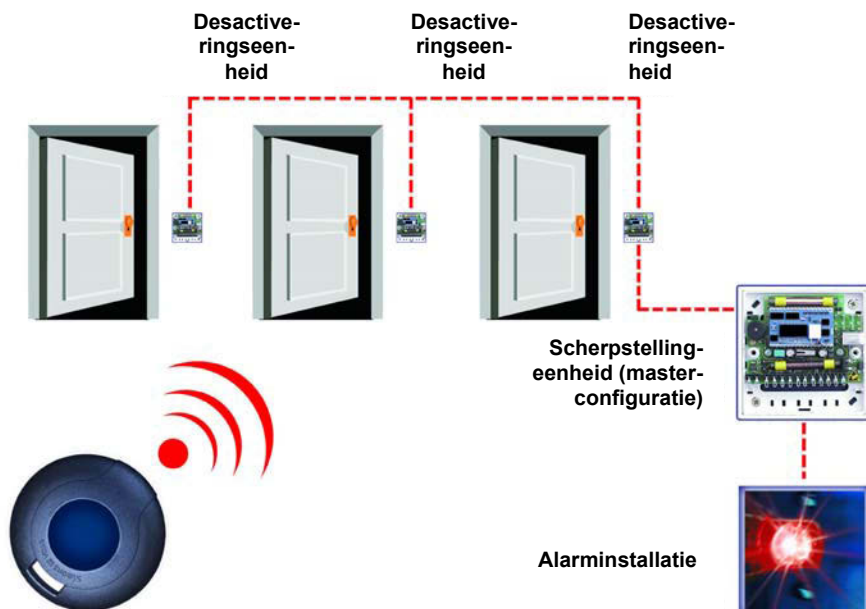 Desactive-
ringseen-
heid
Desactive-
ringseen-
heid
Desactive-
ringseen-
heid
Scherpstelling-
eenheid (master-
configuratie)
Alarminstallatie